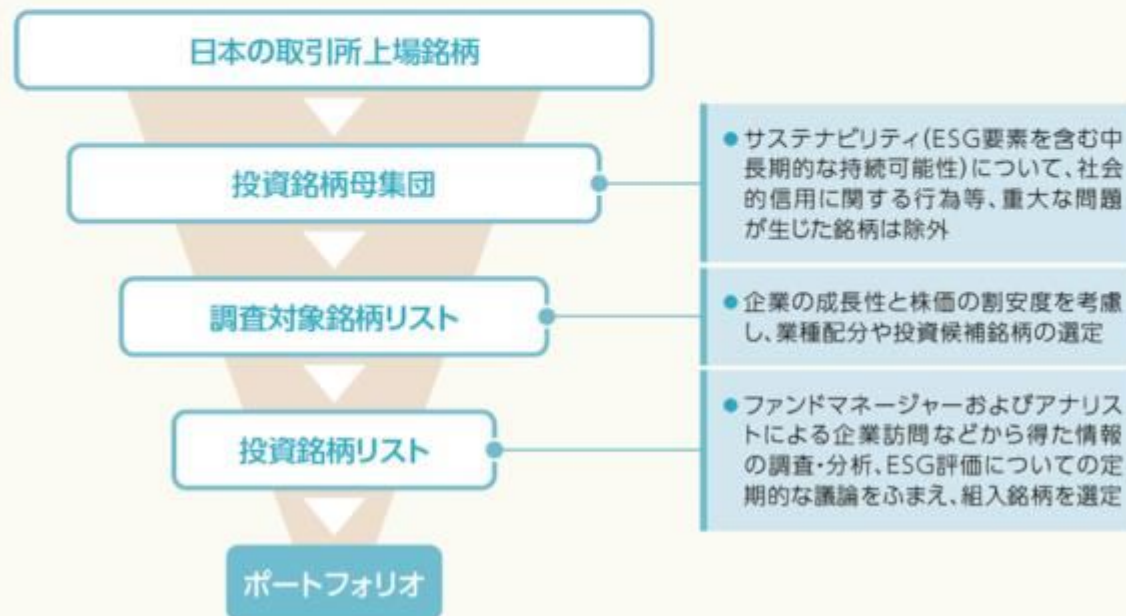 日本の取引所上場銘柄
投資銘柄母集団
●サステナビリティ(ESG要素を含む中
長期的な持続可能性)について、社会
的信用に関する行為等、重大な問題
が生じた銘柄は除外
調査対象銘柄リスト
●企業の成長性と株価の割安度を考慮
し、業種配分や投資候補銘柄の選定
投資銘柄リスト
●ファンドマネージャーおよびアナリス
トによる企業訪問などから得た情報
の調査・分析、ESG評価についての定
期的な議論をふまえ、組入銘柄を選定
ポートフォリオ